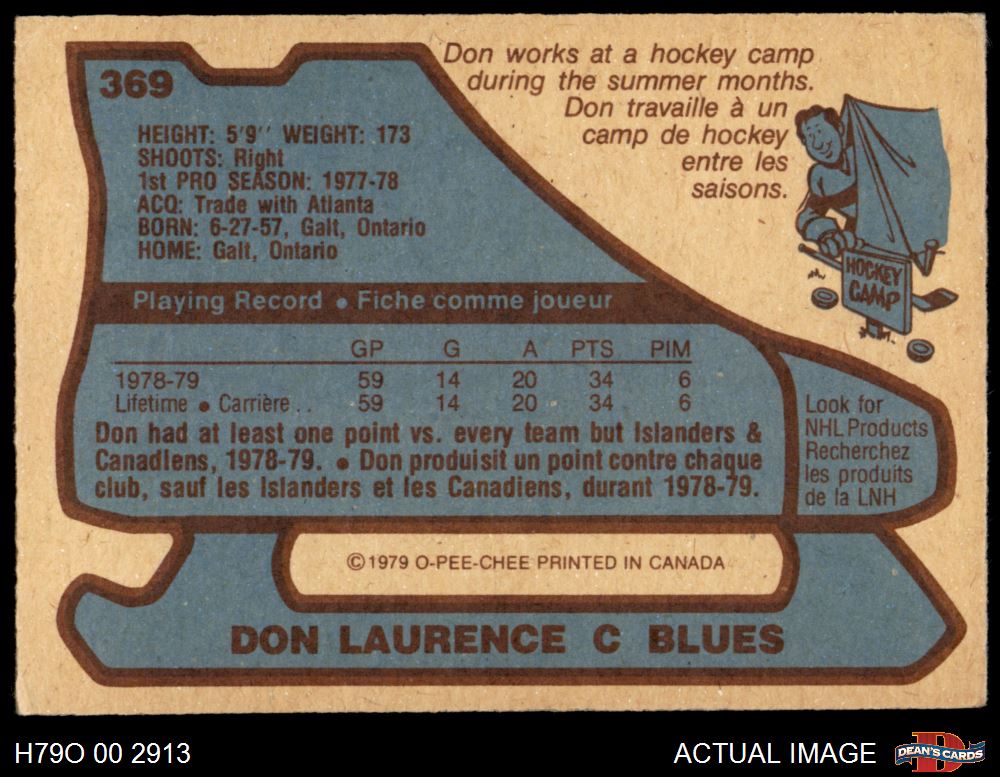 369
Don works at a hockey camp
during the summer months.
Don travaille à un
camp de hockey
entre les
saisons.
HOCKEY
CAMP
HEIGHT: 5'9'' WEIGHT: 173
SHOOTS: Right
1st PRO SEASON: 1977-78
ACQ: Trade with Atlanta
BORN: 6-27-57, Galt, Ontario
HOME: Galt, Ontario
Playing Record • Fiche comme joueur
GP G A PTS PIM
1978-79 59 14 20 34 6
Lifetime • Carrière . . 59 14 20 34 6
Don had at least one point vs. every team but Islanders &
Canadiens, 1978-79. • Don produisit un point contre chaque
club, sauf les Islanders et les Canadiens, durant 1978-79.
Look for
NHL Products
Recherchez
les produits
de la LNH
©1979 O-PEE-CHEE PRINTED IN CANADA
DON LAURENCE C BLUES
H79O 00 2913
ACTUAL IMAGE
D
DEAN'S CARDS